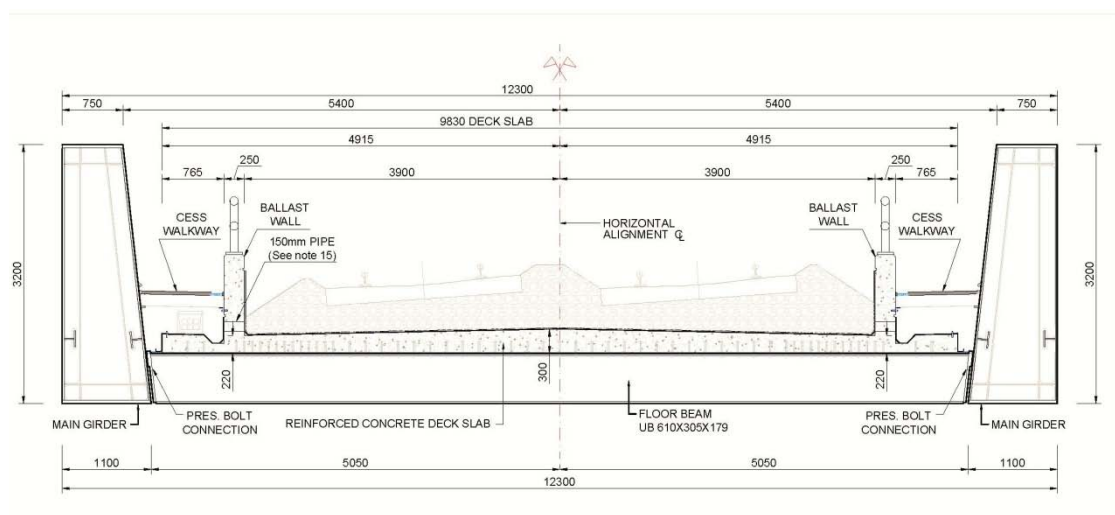 12300
750
5400
5400
750
9830 DECK SLAB
4915
4915
765
250
3900
3900
250
765
CESS
WALKWAY
BALLAST
WALL
150mm PIPE
(See note 15)
HORIZONTAL
ALIGNMENT ℄
BALLAST
WALL
CESS
WALKWAY
3200
3200
220
300
220
MAIN GIRDER
PRES. BOLT
CONNECTION
REINFORCED CONCRETE DECK SLAB
FLOOR BEAM
UB 610X305X179
PRES. BOLT
CONNECTION
MAIN GIRDER
1100
5050
5050
1100
12300